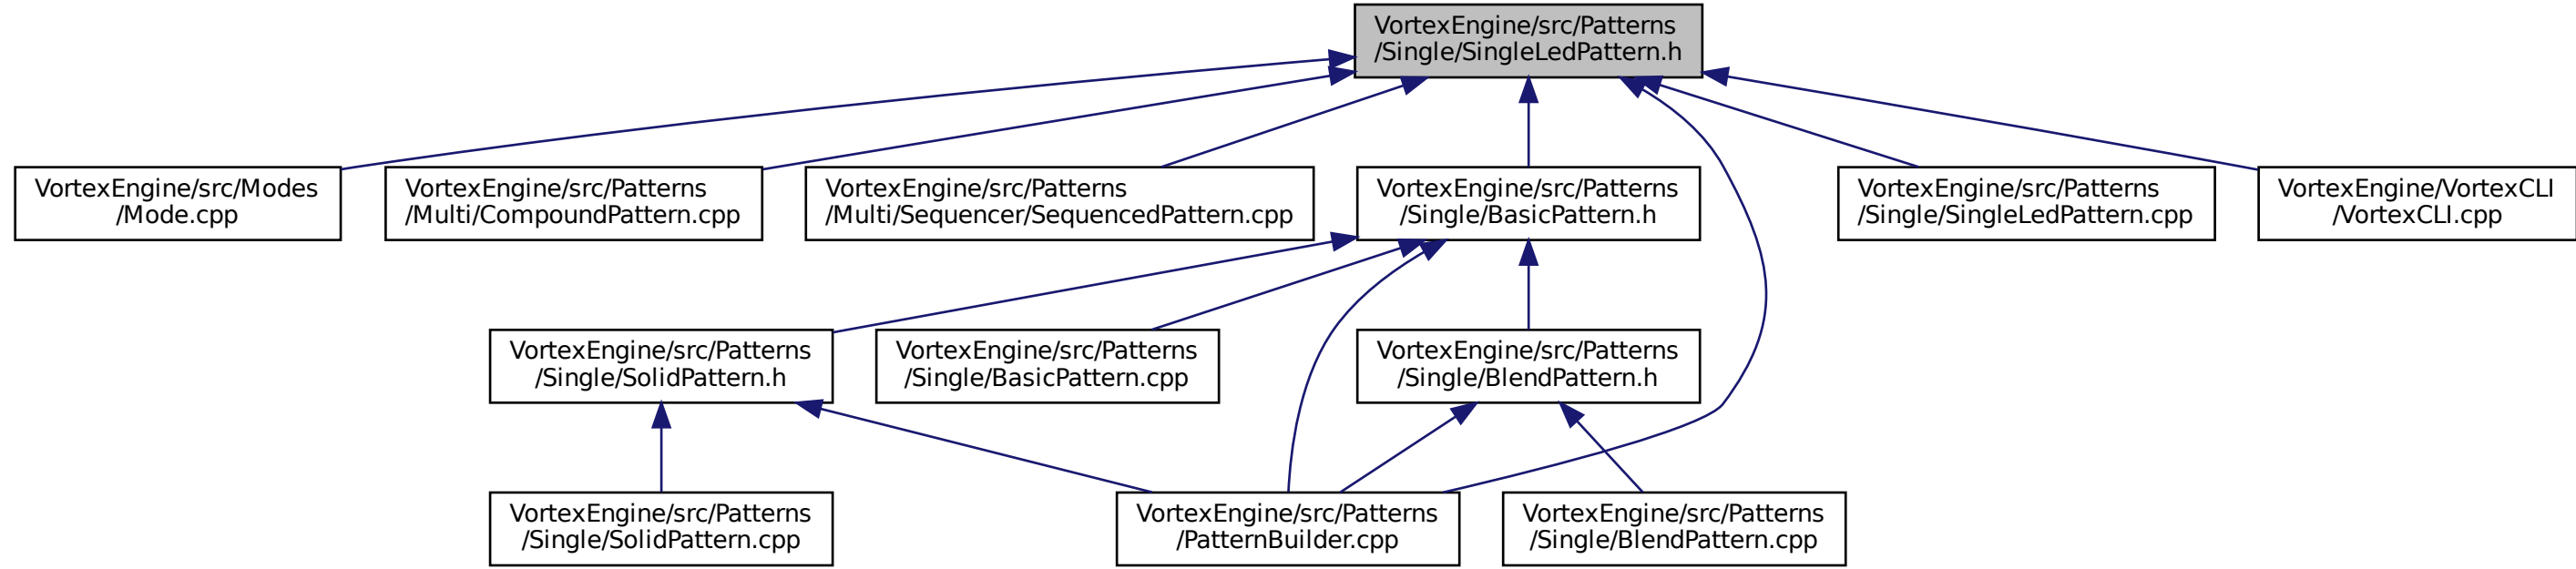 VortexEngine/src/Patterns
/Single/SingleLedPattern.h
VortexEngine/src/Modes
/Mode.cpp
VortexEngine/src/Patterns
/Multi/CompoundPattern.cpp
VortexEngine/src/Patterns
/Multi/Sequencer/SequencedPattern.cpp
VortexEngine/src/Patterns
/Single/BasicPattern.h
VortexEngine/src/Patterns
/Single/SingleLedPattern.cpp
VortexEngine/VortexCLI
/VortexCLI.cpp
VortexEngine/src/Patterns
/Single/SolidPattern.h
VortexEngine/src/Patterns
/Single/BasicPattern.cpp
VortexEngine/src/Patterns
/Single/BlendPattern.h
VortexEngine/src/Patterns
/Single/SolidPattern.cpp
VortexEngine/src/Patterns
/PatternBuilder.cpp
VortexEngine/src/Patterns
/Single/BlendPattern.cpp